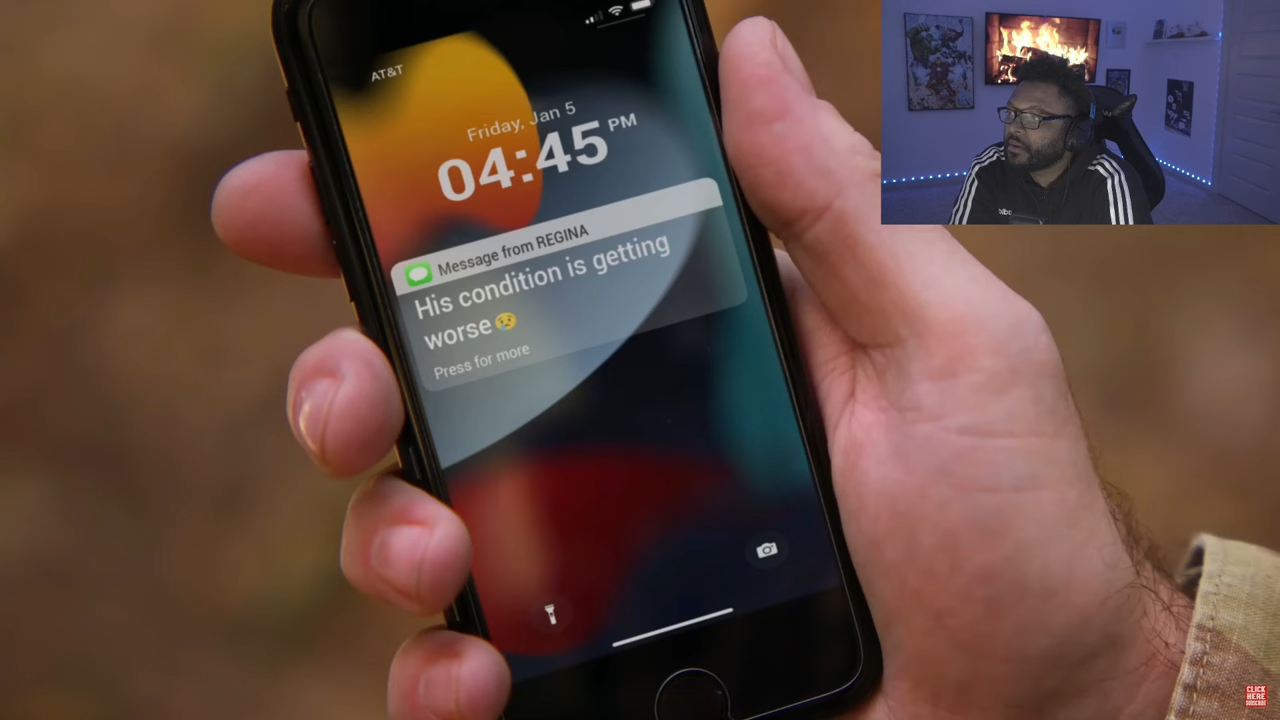 AT&T
Friday, Jan 5
04:45 PM
Message from REGINA
His condition is getting
worse😥
Press for more
CLICK
HERE
SUBSCRIBE